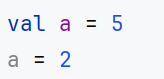 val a = 5
a = 2